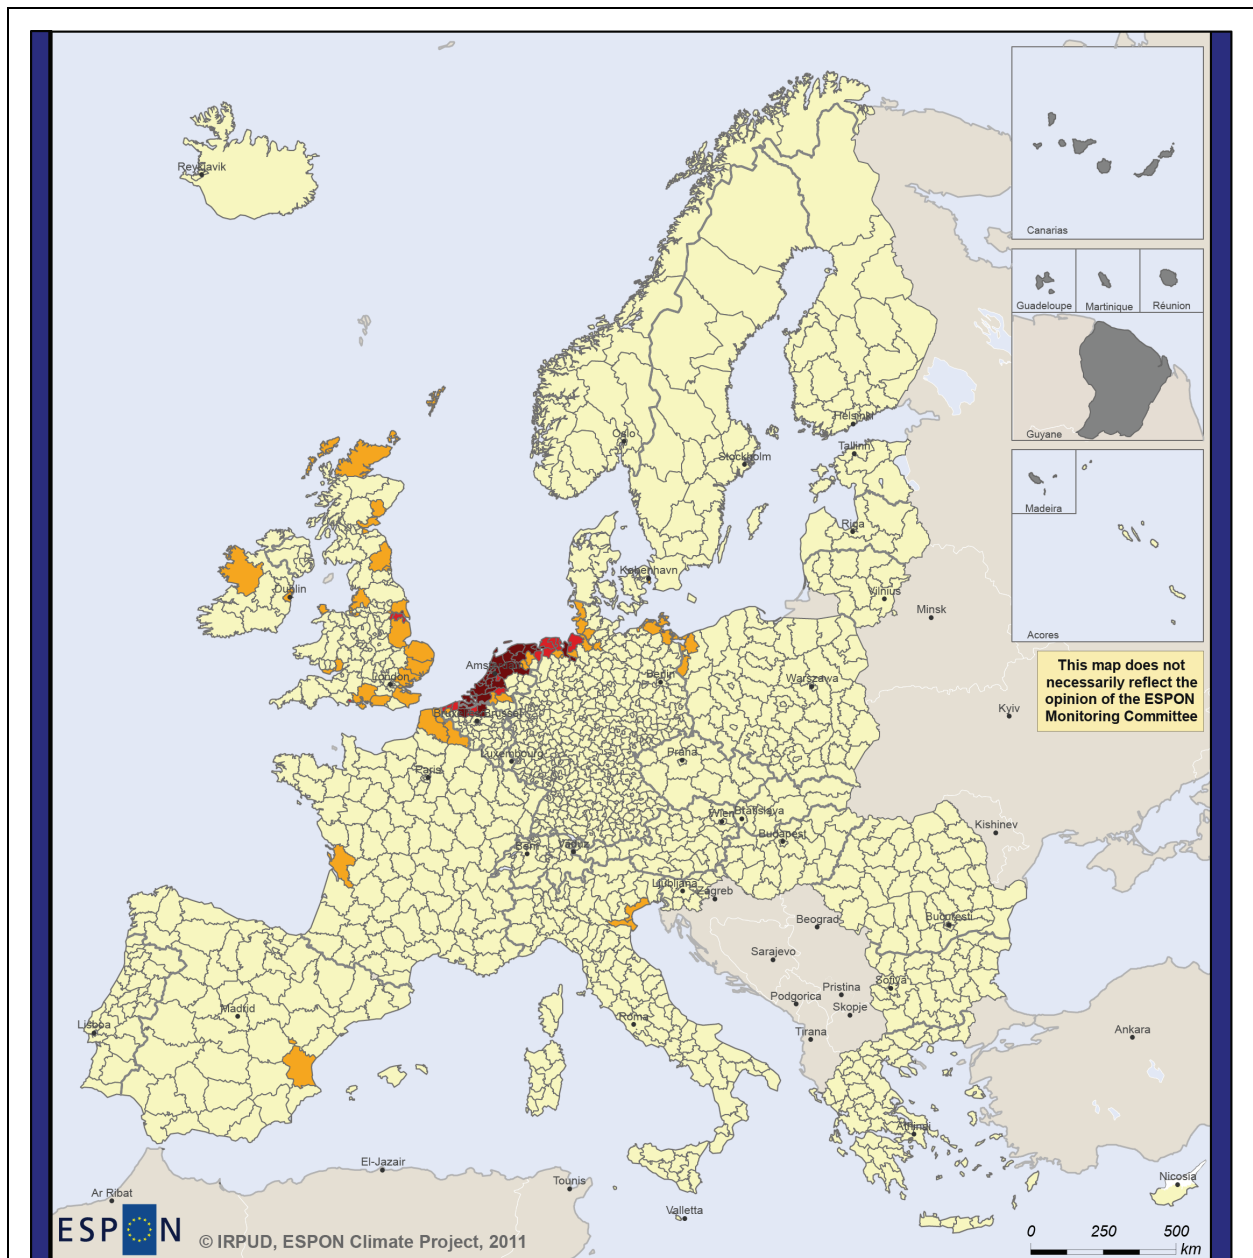 Reykjavik
Canarias
Guadeloupe
Martinique
Réunion
Guyane
Helsinki
Oslo
Tallinn
Stockholm
Madeira
Riga
København
Dublin
Vilnius
Minsk
Acores
Amsterdam
London
Berlin
Warszawa
This map does not
necessarily reflect the
opinion of the ESPON
Monitoring Committee
Kyiv
Bruxelles/Brussel
Luxembourg
Praha
Paris
Wien
Bratislava
Kishinev
Budapest
Bern
Vaduz
Ljubljana
Zagreb
Beograd
Bucuresti
Sarajevo
Sofiya
Pristina
Podgorica
Skopje
Madrid
Roma
Lisboa
Tirana
Ankara
Athinai
El-Jazair
Tounis
Nicosia
Ar Ribat
Valletta
ESPON
© IRPUD, ESPON Climate Project, 2011
0 250 500
km